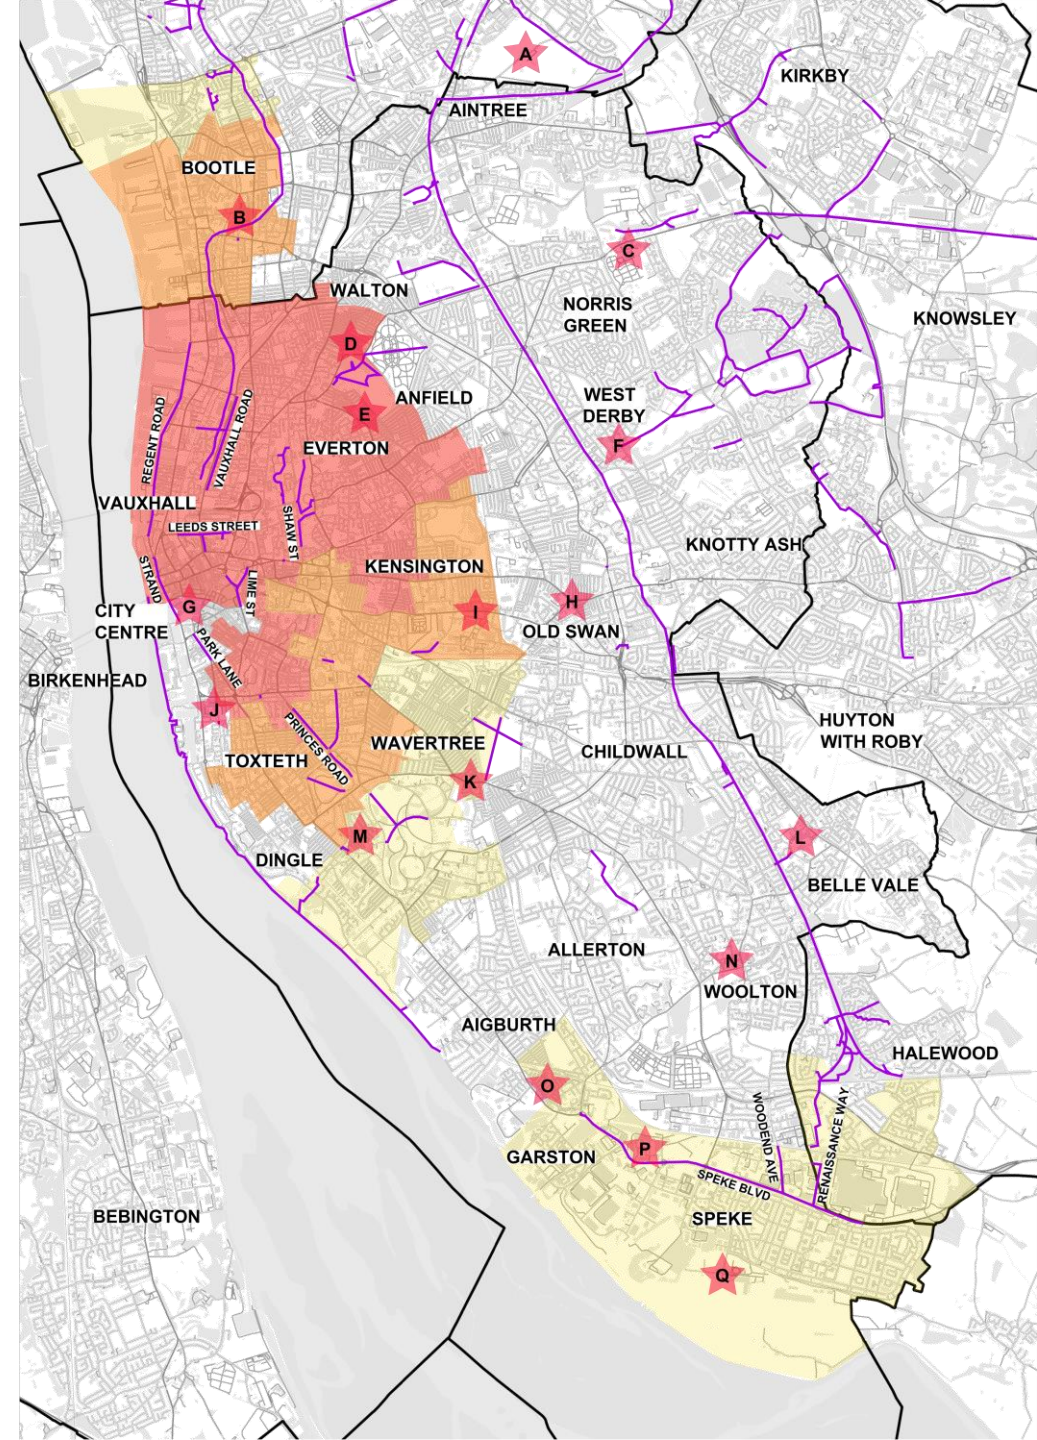 A
KIRKBY
AINTREE
BOOTLE
B
C
WALTON
NORRIS
GREEN
KNOWSLEY
D
ANFIELD
WEST
DERBY
REGENT ROAD
VAUXHALL ROAD
E
EVERTON
F
VAUXHALL
LEEDS STREET
SHAW ST
KNOTTY ASH
KENSINGTON
STRAND
LIME ST
G
CITY
CENTRE
I
H
OLD SWAN
PARK LANE
BIRKENHEAD
J
PRINCES ROAD
WAVERTREE
CHILDWALL
HUYTON
WITH ROBY
TOXTETH
K
M
L
DINGLE
BELLE VALE
ALLERTON
N
WOOLTON
AIGBURTH
HALEWOOD
O
WOODEND AVE
RENAISSANCE WAY
P
GARSTON
SPEKE BLVD
BEBINGTON
SPEKE
Q